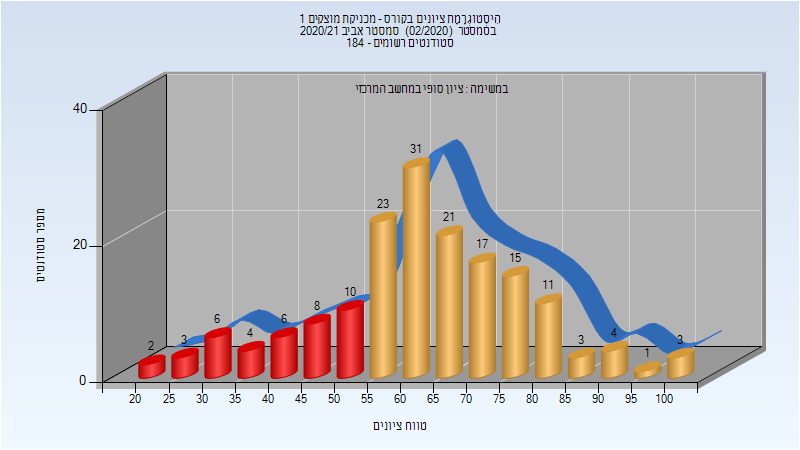 היסטוגרמת ציונים בקורס - מכניקת מוצקים 1
בסמסטר (02/2020) סמסטר אביב 2020/21
סטודנטים רשומים - 184
במשימה : ציון סופי במחשב המרכזי
מספר סטודנטים
40
20
0
2
3
6
4
6
8
10
23
31
21
17
15
11
3
4
1
3
20 25 30 35 40 45 50 55 60 65 70 75 80 85 90 95 100
טווח ציונים